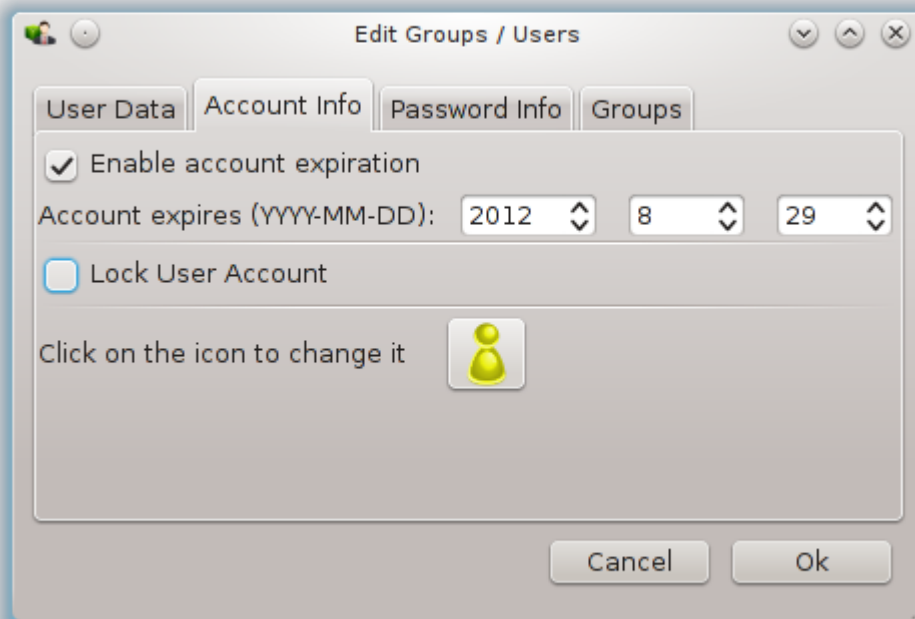 Edit Groups / Users
User Data Account Info Password Info Groups
Enable account expiration
Account expires (YYYY-MM-DD): 2012 8 29
Lock User Account
Click on the icon to change it
Cancel Ok